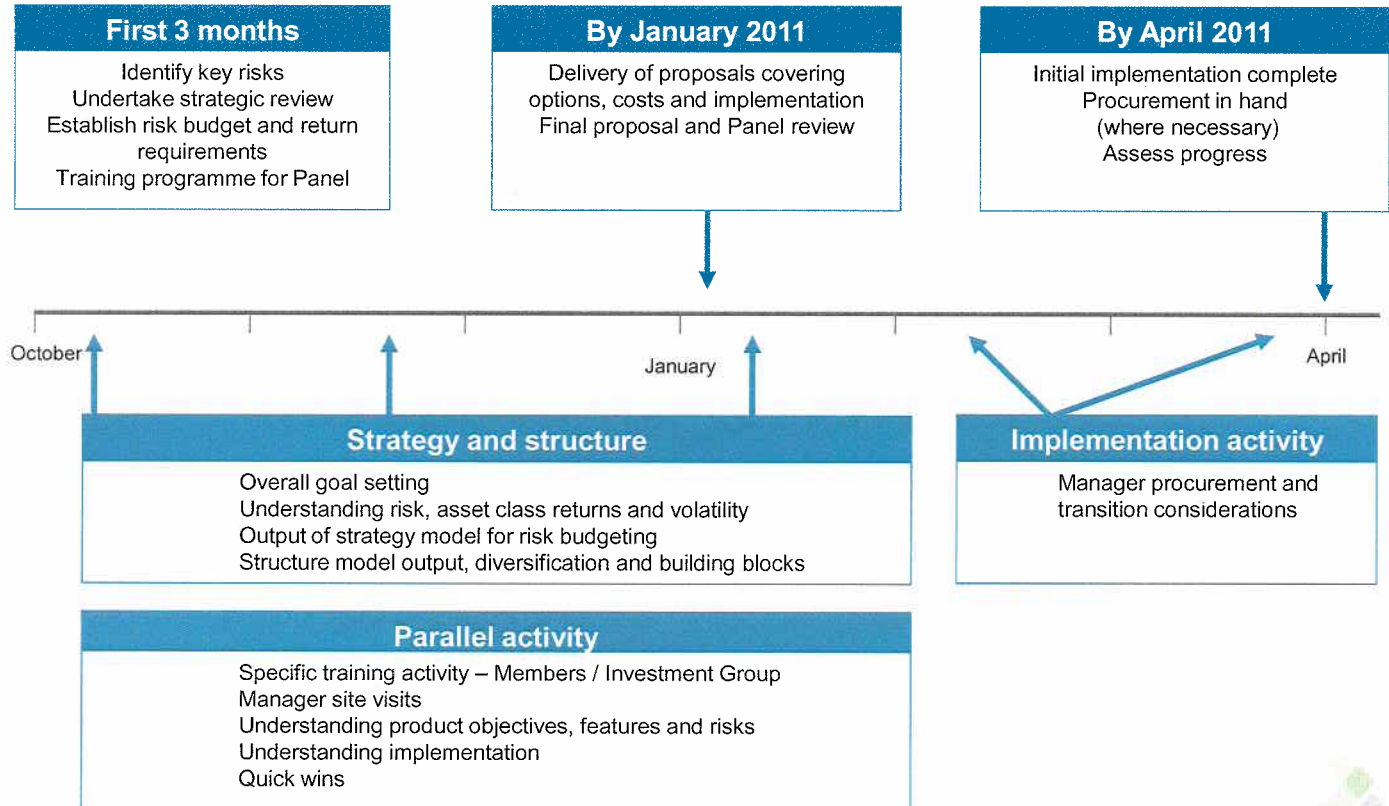 First 3 months
Identify key risks
Undertake strategic review
Establish risk budget and return
requirements
Training programme for Panel
By January 2011
Delivery of proposals covering
options, costs and implementation
Final proposal and Panel review
By April 2011
Initial implementation complete
Procurement in hand
(where necessary)
Assess progress
October
January
April
Strategy and structure
Overall goal setting
Understanding risk, asset class returns and volatility
Output of strategy model for risk budgeting
Structure model output, diversification and building blocks
Implementation activity
Manager procurement and
transition considerations
Parallel activity
Specific training activity – Members / Investment Group
Manager site visits
Understanding product objectives, features and risks
Understanding implementation
Quick wins